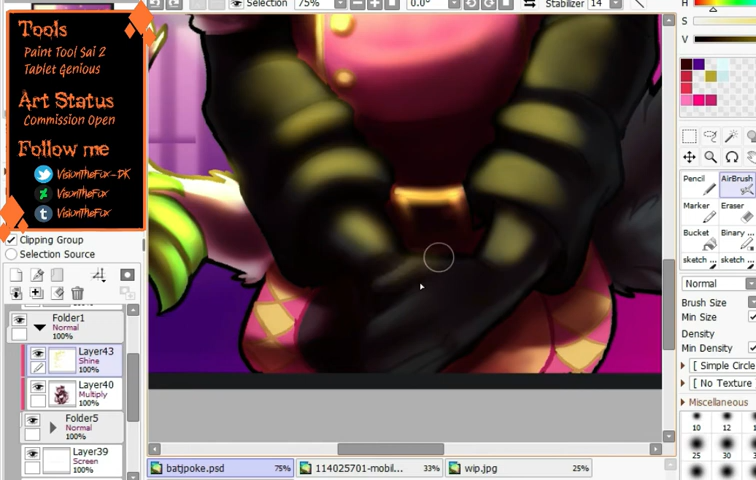 Selection 75% 0.0° Stabilizer 14
H
S
V
Tools
Paint Tool Sai 2
Tablet Genious
Art Status
Commission Open
Follow me
VisionTheFux-DK
VisionTheFux
VisionTheFux
Clipping Group
Selection Source
Folder1
Normal
100%
Layer43
Shine
100%
Layer40
Multiply
100%
Folder5
Normal
100%
Layer39
Screen
100%
Pencil AirBrush
Marker Eraser
Bucket Binary ...
sketch ... sketch ...
Normal
Brush Size
Min Size
Density
Min Density
[ Simple Circle
[ No Texture
Miscellaneous
10 12
25 30
batjpoke.psd 75% 114025701-mobil... 33% wip.jpg 25%